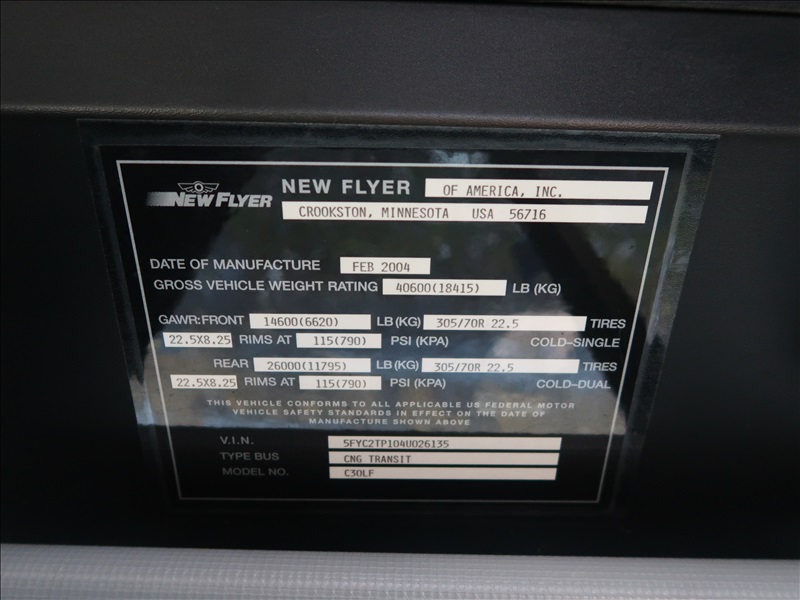 NEW FLYER NEW FLYER OF AMERICA, INC.
CROOKSTON, MINNESOTA USA 56716
DATE OF MANUFACTURE FEB 2004
GROSS VEHICLE WEIGHT RATING 40600(18415) LB (KG)
GAWR: FRONT 14600(6620) LB (KG) 305/70R 22.5 TIRES
22.5X8.25 RIMS AT 115(790) PSI (KPA) COLD-SINGLE
REAR 26000(11795) LB (KG) 305/70R 22.5 TIRES
22.5X8.25 RIMS AT 115(790) PSI (KPA) COLD-DUAL
THIS VEHICLE CONFORMS TO ALL APPLICABLE US FEDERAL MOTOR
VEHICLE SAFETY STANDARDS IN EFFECT ON THE DATE OF
MANUFACTURE SHOWN ABOVE
V.I.N. 5FYC2TP104U026135
TYPE BUS CNG TRANSIT
MODEL NO. C30LF